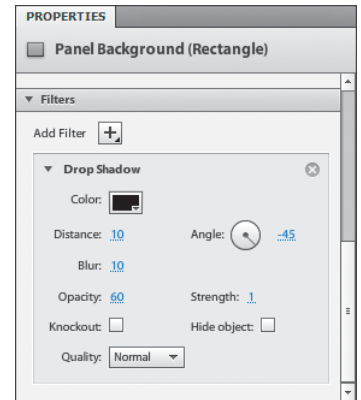 PROPERTIES
Panel Background (Rectangle)
Filters
Add Filter
Drop Shadow
Color:
Distance: 10 Angle: -45
Blur: 10
Opacity: 60 Strength: 1
Knockout: Hide object:
Quality: Normal